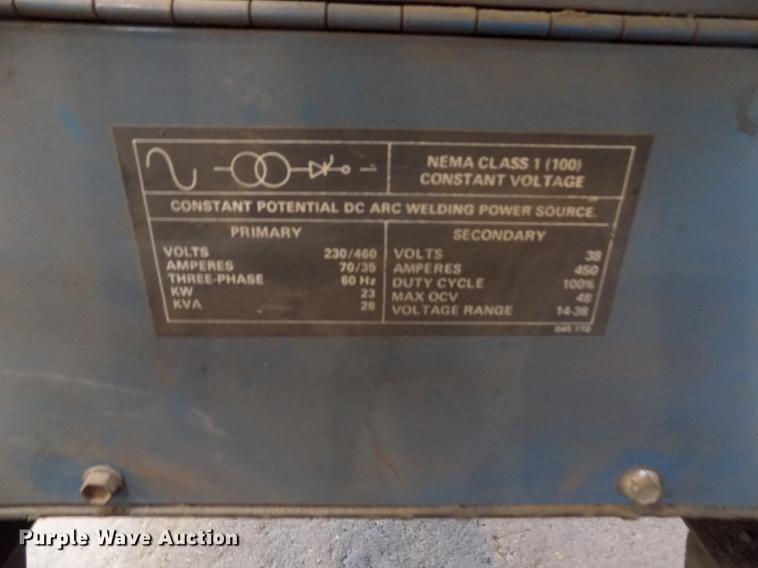 NEMA CLASS 1 (100)
CONSTANT VOLTAGE
CONSTANT POTENTIAL DC ARC WELDING POWER SOURCE.
PRIMARY
VOLTS 230/460
AMPERES 70/35
THREE-PHASE 60 Hz
KW 23
KVA 28
SECONDARY
VOLTS 38
AMPERES 450
DUTY CYCLE 100%
MAX OCV 48
VOLTAGE RANGE 14-38
045 772
Purple Wave Auction